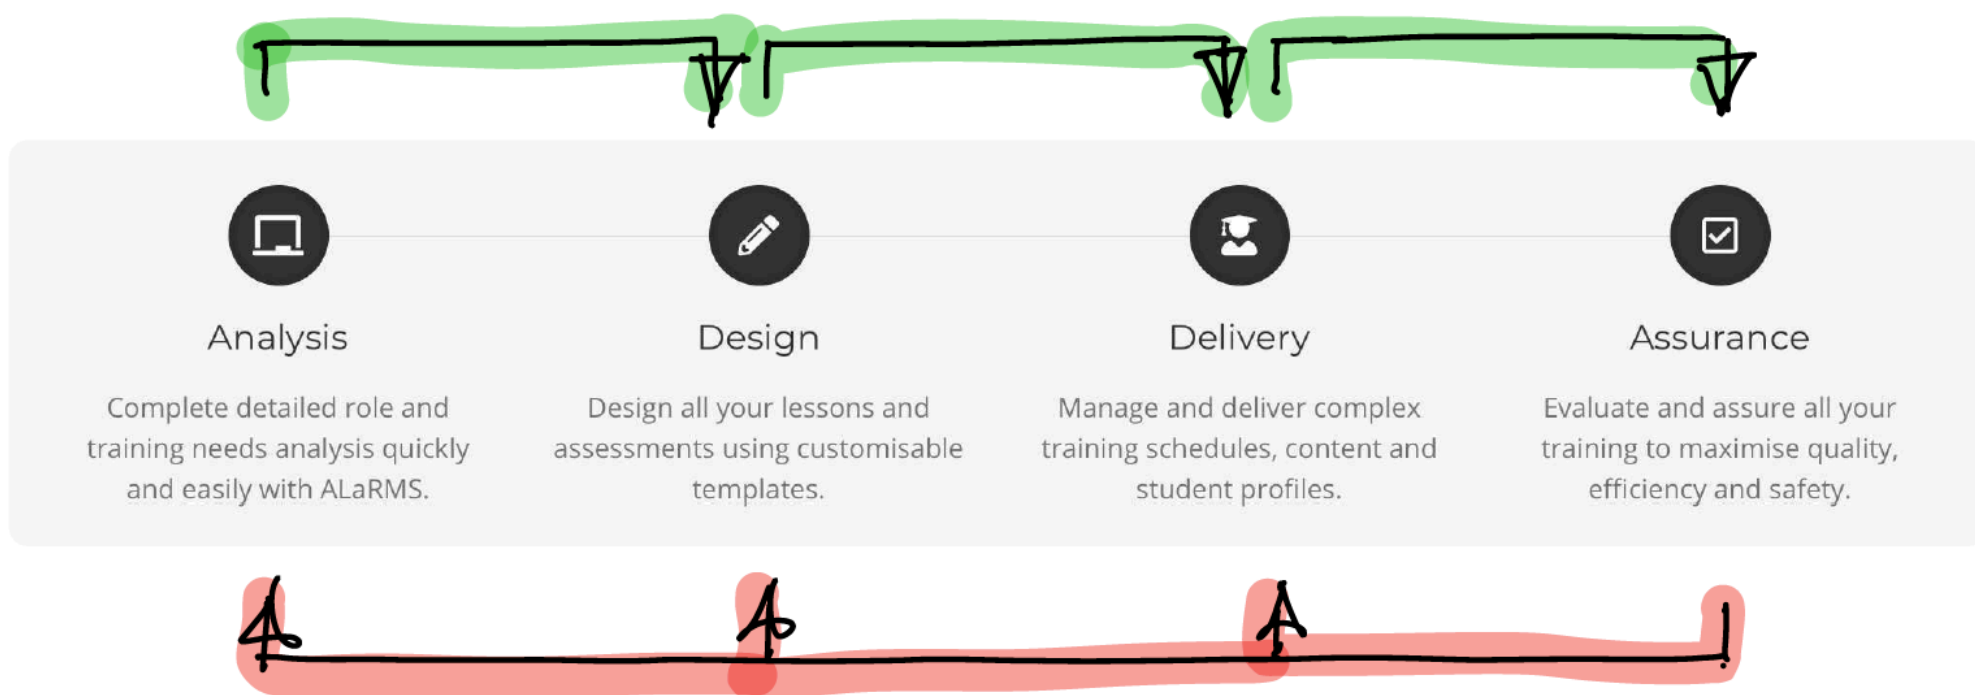 Analysis
Complete detailed role and
training needs analysis quickly
and easily with ALaRMS.
Design
Design all your lessons and
assessments using customisable
templates.
Delivery
Manage and deliver complex
training schedules, content and
student profiles.
Assurance
Evaluate and assure all your
training to maximise quality,
efficiency and safety.